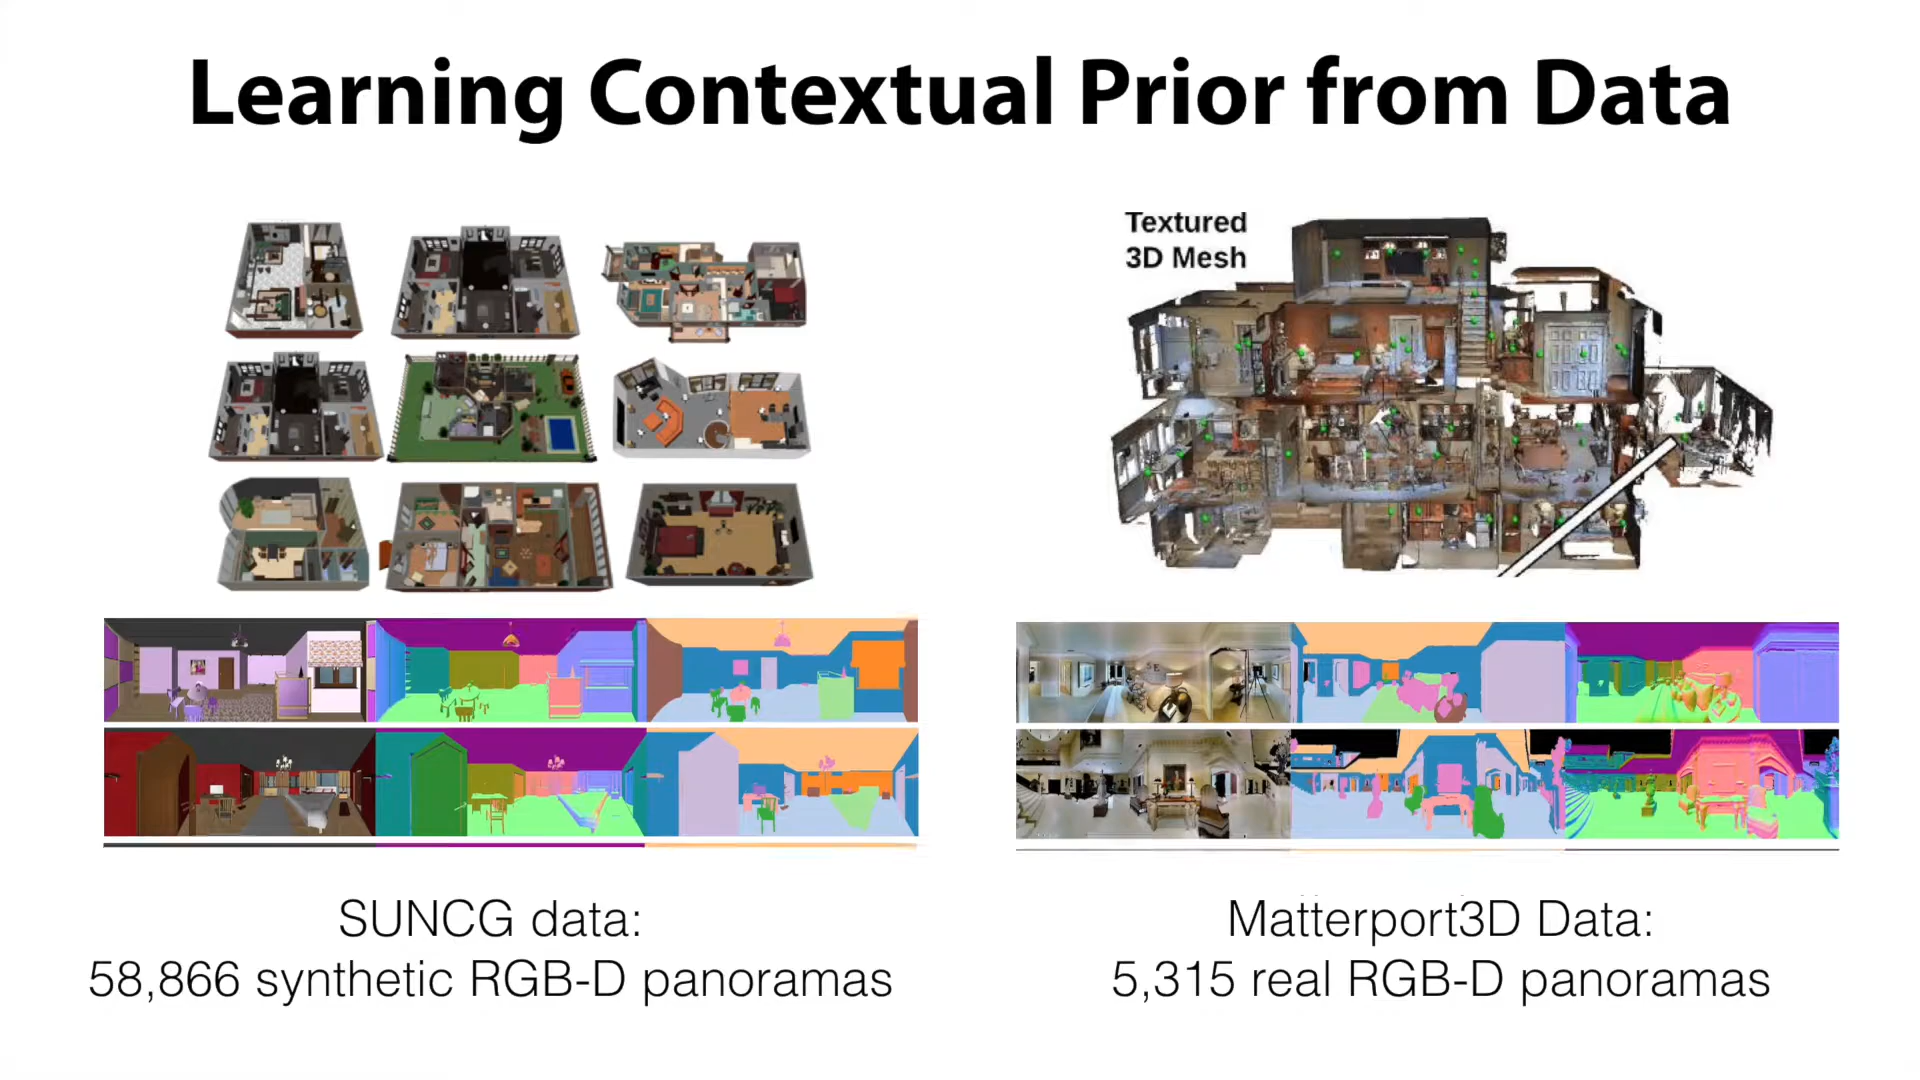 Learning Contextual Prior from Data
Textured
3D Mesh
SUNCG data:
58,866 synthetic RGB-D panoramas
Matterport3D Data:
5,315 real RGB-D panoramas